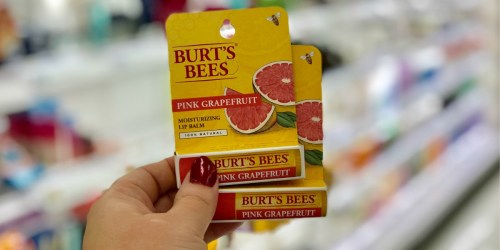 BURT'S
BEES
PINK GRAPEFRUIT
MOISTURIZING
LIP BALM
100% NATURAL
BURT'S BEES
PINK GRAPEFRUIT
BURT'S BEES
PINK GRAPEFRUIT